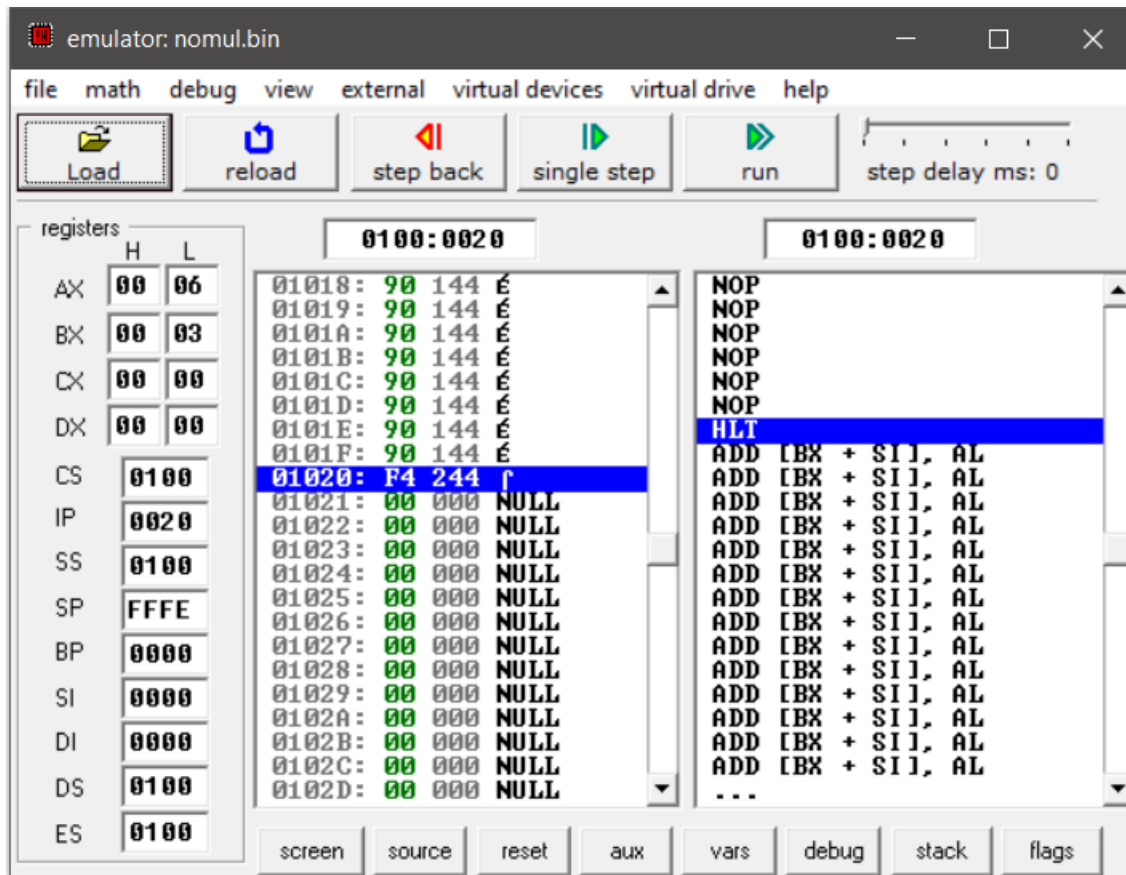 emulator: nomul.bin
file math debug view external virtual devices virtual drive help
Load reload step back single step run step delay ms: 0
registers
H L
AX 00 06
BX 00 03
CX 00 00
DX 00 00
CS 0100
IP 0020
SS 0100
SP FFFE
BP 0000
SI 0000
DI 0000
DS 0100
ES 0100
0100:0020
01018: 90 144 É
01019: 90 144 É
0101A: 90 144 É
0101B: 90 144 É
0101C: 90 144 É
0101D: 90 144 É
0101E: 90 144 É
0101F: 90 144 É
01020: F4 244 ⌠
01021: 00 000 NULL
01022: 00 000 NULL
01023: 00 000 NULL
01024: 00 000 NULL
01025: 00 000 NULL
01026: 00 000 NULL
01027: 00 000 NULL
01028: 00 000 NULL
01029: 00 000 NULL
0102A: 00 000 NULL
0102B: 00 000 NULL
0102C: 00 000 NULL
0102D: 00 000 NULL
0100:0020
NOP
NOP
NOP
NOP
NOP
NOP
HLT
ADD [BX + SI], AL
ADD [BX + SI], AL
ADD [BX + SI], AL
ADD [BX + SI], AL
ADD [BX + SI], AL
ADD [BX + SI], AL
ADD [BX + SI], AL
ADD [BX + SI], AL
ADD [BX + SI], AL
ADD [BX + SI], AL
ADD [BX + SI], AL
ADD [BX + SI], AL
ADD [BX + SI], AL
ADD [BX + SI], AL
...
screen source reset aux vars debug stack flags